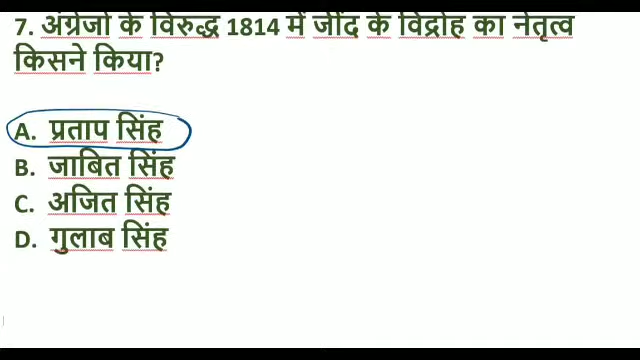 7. अंग्रेजो के विरुद्ध 1814 में जींद के विद्रोह का नेतृत्व
किसने किया?
A. प्रताप सिंह
B. जाबित सिंह
C. अजित सिंह
D. गुलाब सिंह